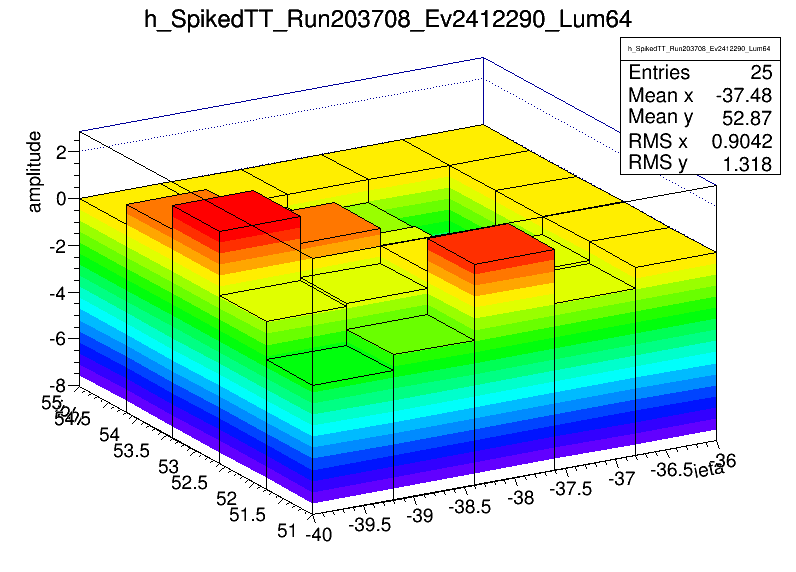 h_SpikedTT_Run203708_Ev2412290_Lum64
h_SpikedTT_Run203708_Ev2412290_Lum64
Entries 25
Mean x -37.48
Mean y 52.87
RMS x 0.9042
RMS y 1.318
amplitude
2
0
-2
-4
-6
-8
55
54.5
54
53.5
53
52.5
52
51.5
51
-40
-39.5
-39
-38.5
-38
-37.5
-37
-36.5
-36
ieta